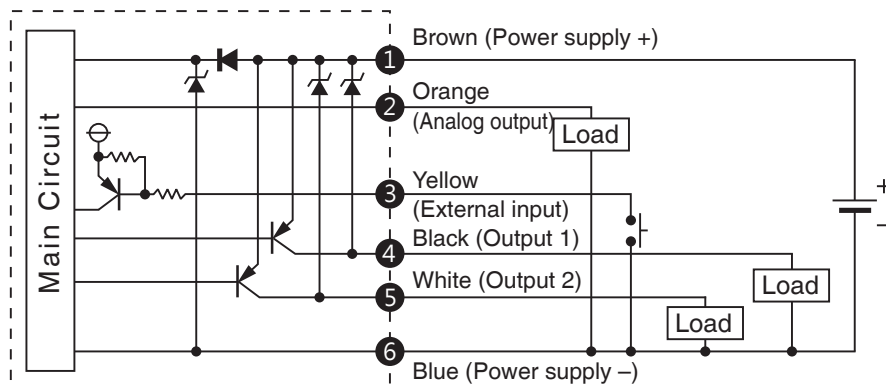 Main Circuit
1 Brown (Power supply +)
2 Orange
(Analog output)
Load
3 Yellow
(External input)
+
–
4 Black (Output 1)
5 White (Output 2)
Load
Load
6 Blue (Power supply –)